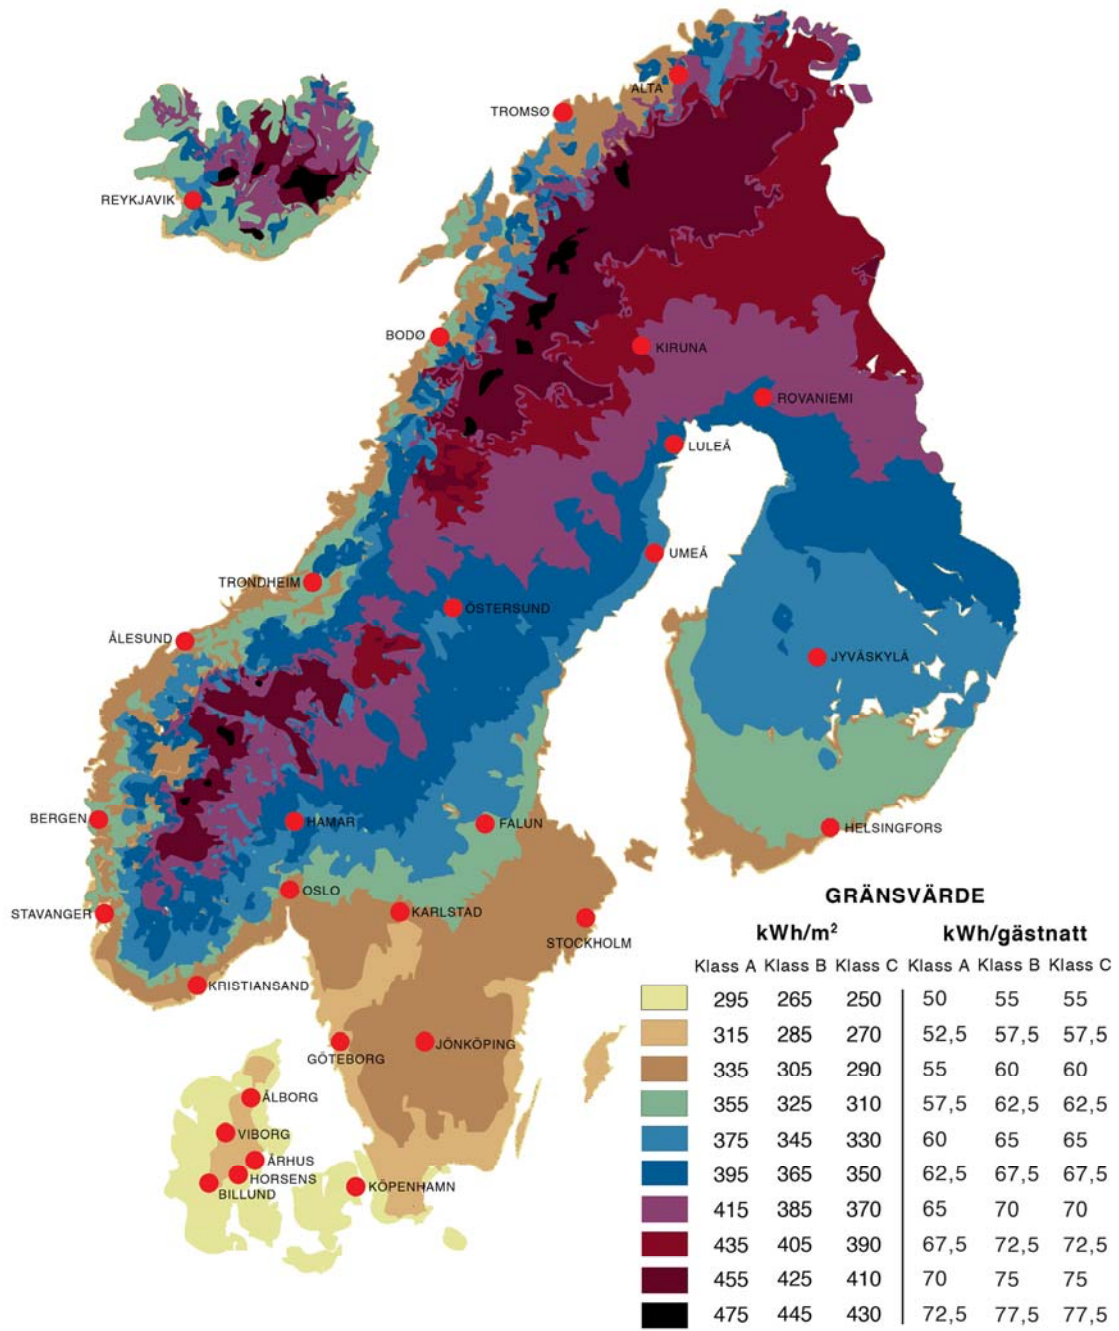 ALTA
TROMSØ
REYKJAVIK
BODØ
KIRUNA
ROVANIEMI
LULEÅ
UMEÅ
TRONDHEIM
ÖSTERSUND
ÅLESUND
JYVÄSKYLÄ
BERGEN
HAMAR
FALUN
HELSINGFORS
OSLO
STAVANGER
KARLSTAD
STOCKHOLM
KRISTIANSAND
GÖTEBORG
JÖNKÖPING
ÅLBORG
VIBORG
ÅRHUS
HORSENS
BILLUND
KÖPENHAMN
GRÄNSVÄRDE
kWh/m² kWh/gästnatt
Klass A Klass B Klass C Klass A Klass B Klass C
295 265 250 50 55 55
315 285 270 52,5 57,5 57,5
335 305 290 55 60 60
355 325 310 57,5 62,5 62,5
375 345 330 60 65 65
395 365 350 62,5 67,5 67,5
415 385 370 65 70 70
435 405 390 67,5 72,5 72,5
455 425 410 70 75 75
475 445 430 72,5 77,5 77,5